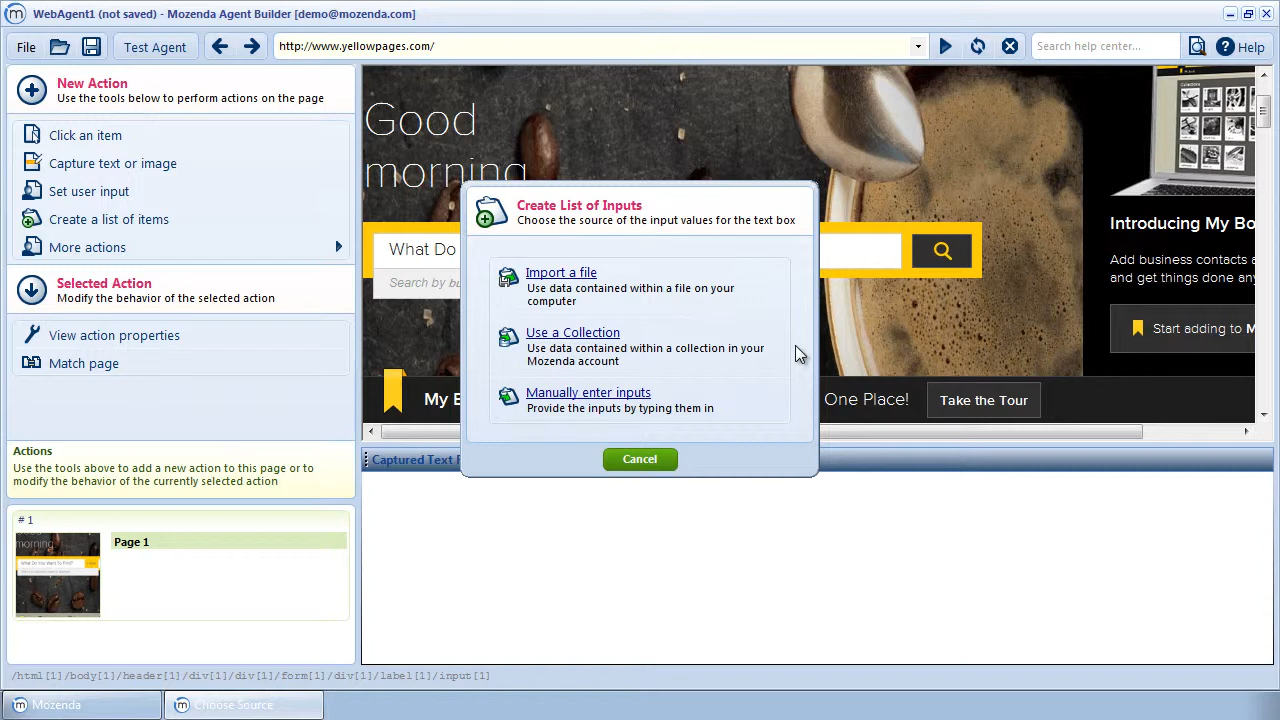 WebAgent1 (not saved) - Mozenda Agent Builder [demo@mozenda.com]
File
Test Agent
http://www.yellowpages.com/
Search help center...
Help
New Action
Use the tools below to perform actions on the page
Click an item
Capture text or image
Set user input
Create a list of items
More actions
Selected Action
Modify the behavior of the selected action
View action properties
Match page
Actions
Use the tools above to add a new action to this page or to
modify the behavior of the currently selected action
# 1
Page 1
Good
morning
What Do
Search by b
Introducing My Bo
Add business contacts a
and get things done any
Start adding to M
My B
One Place!
Take the Tour
Create List of Inputs
Choose the source of the input values for the text box
Import a file
Use data contained within a file on your
computer
Use a Collection
Use data contained within a collection in your
Mozenda account
Manually enter inputs
Provide the inputs by typing them in
Cancel
Captured Text
/html[1]/body[1]/header[1]/div[1]/div[1]/form[1]/div[1]/label[1]/input[1]
Mozenda
Choose Source